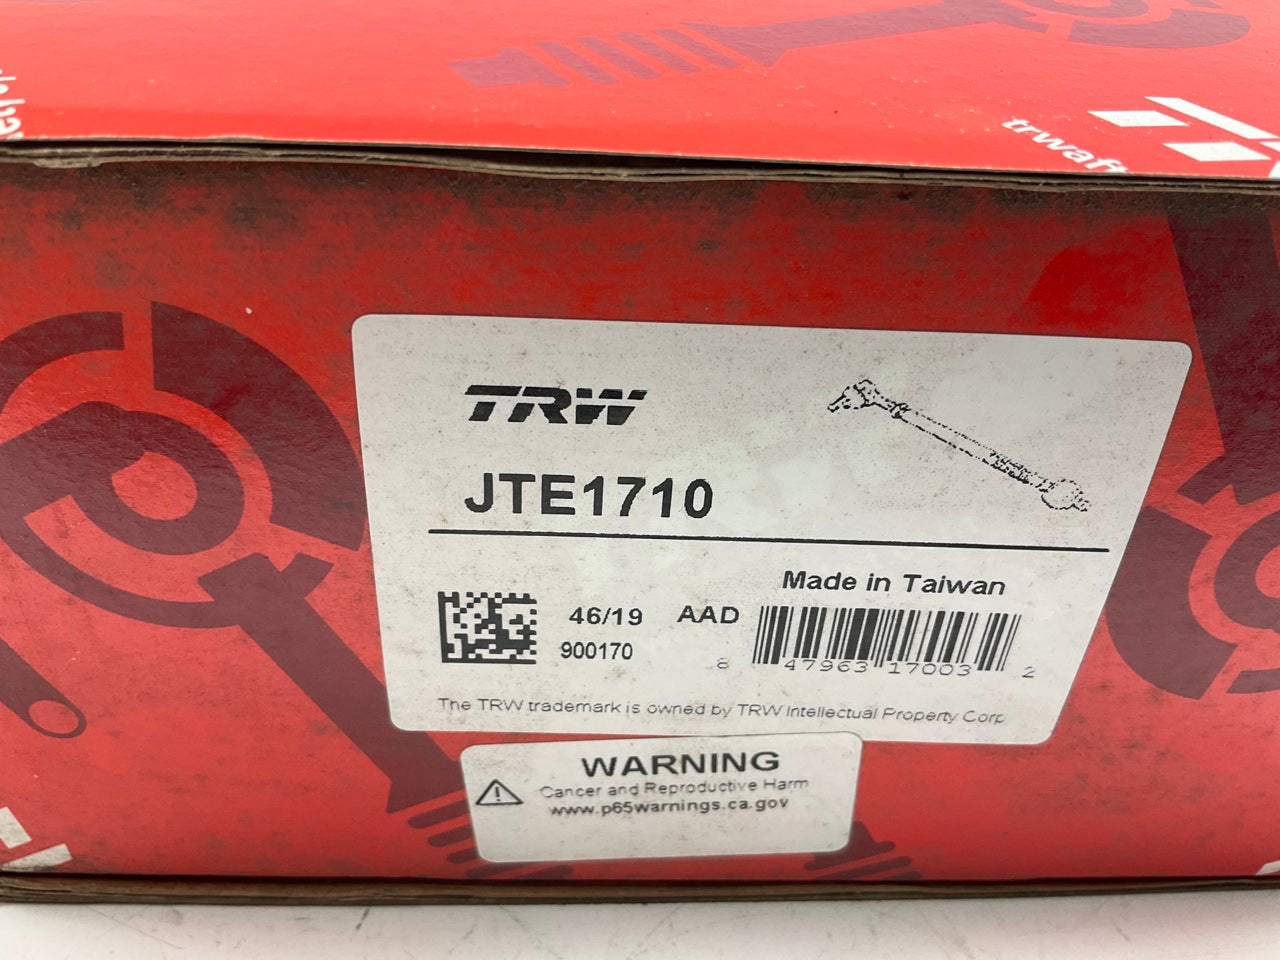 trwaft
TRW
JTE1710
Made in Taiwan
46/19 AAD
900170
8 47963 17003 2
The TRW trademark is owned by TRW Intellectual Property Corp
WARNING
Cancer and Reproductive Harm
www.p65warnings.ca.gov